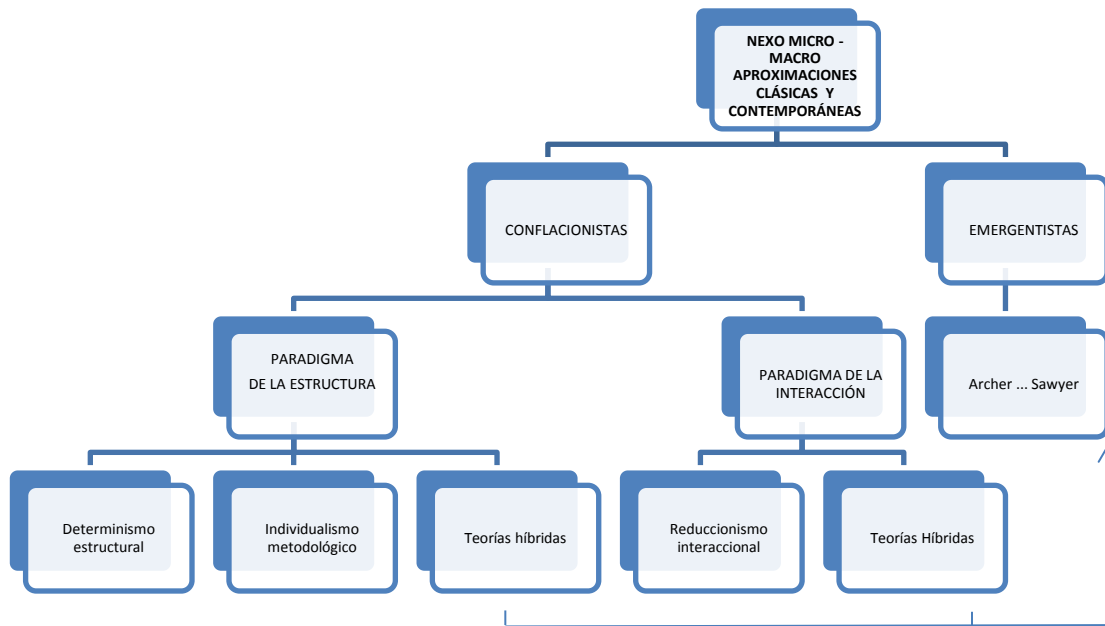 NEXO MICRO -
MACRO
APROXIMACIONES
CLÁSICAS Y
CONTEMPORÁNEAS
CONFLACIONISTAS
EMERGENTISTAS
PARADIGMA
DE LA ESTRUCTURA
PARADIGMA DE LA
INTERACCIÓN
Archer ... Sawyer
Determinismo
estructural
Individualismo
metodológico
Teorías híbridas
Reduccionismo
interaccional
Teorías Híbridas